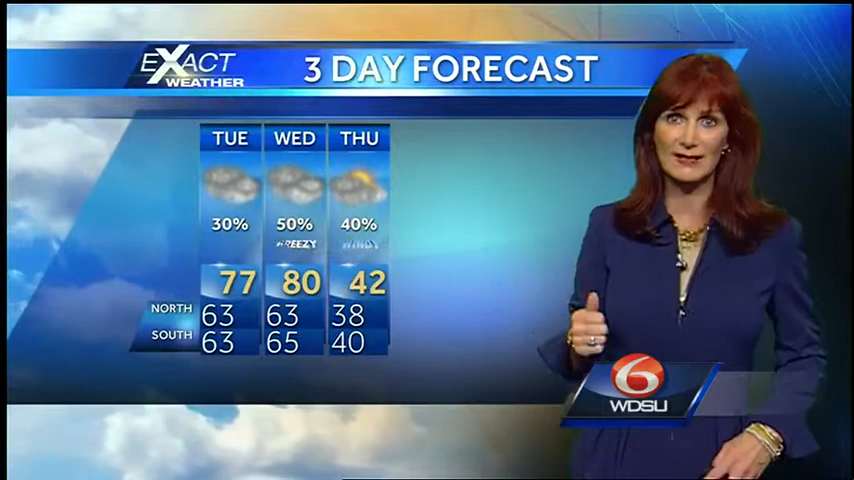 EXACT
WEATHER
3 DAY FORECAST
TUE WED THU
30% 50% 40%
BREEZY WINDY
77 80 42
NORTH 63 63 38
SOUTH 63 65 40
6
WDSU